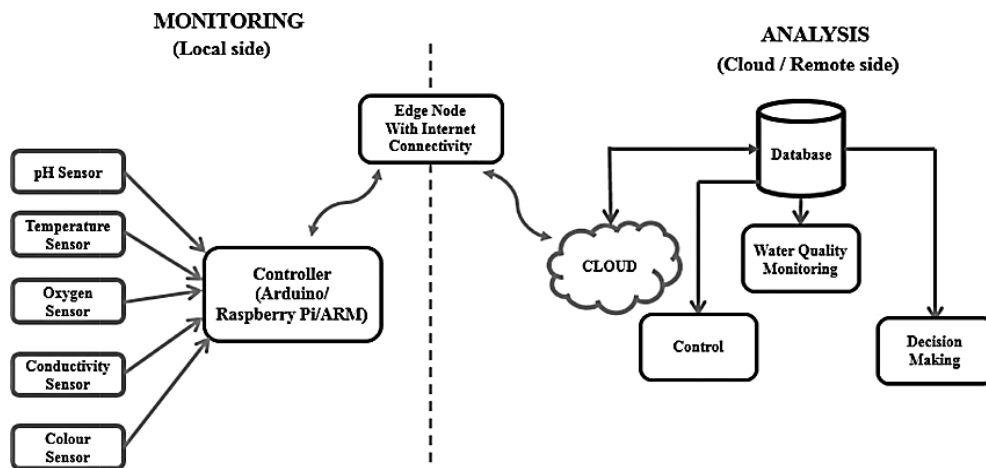 MONITORING
(Local side)
ANALYSIS
(Cloud / Remote side)
Edge Node
With Internet
Connectivity
pH Sensor
Temperature
Sensor
Oxygen
Sensor
Conductivity
Sensor
Colour
Sensor
Controller
(Arduino/
Raspberry Pi/ARM)
CLOUD
Database
Water Quality
Monitoring
Control
Decision
Making